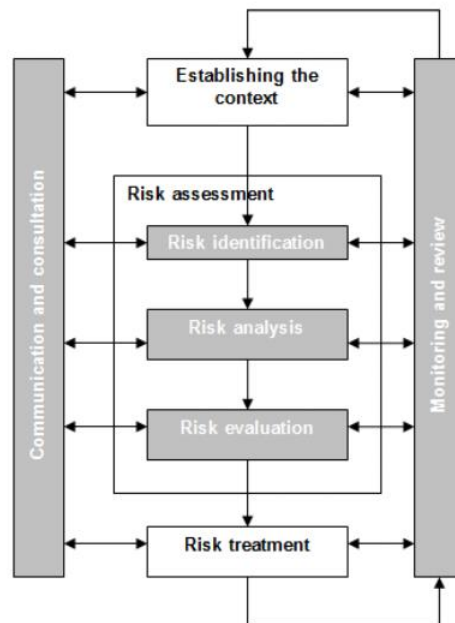 Establishing the
context
Communication and consultation
Monitoring and review
Risk assessment
Risk identification
Risk analysis
Risk evaluation
Risk treatment